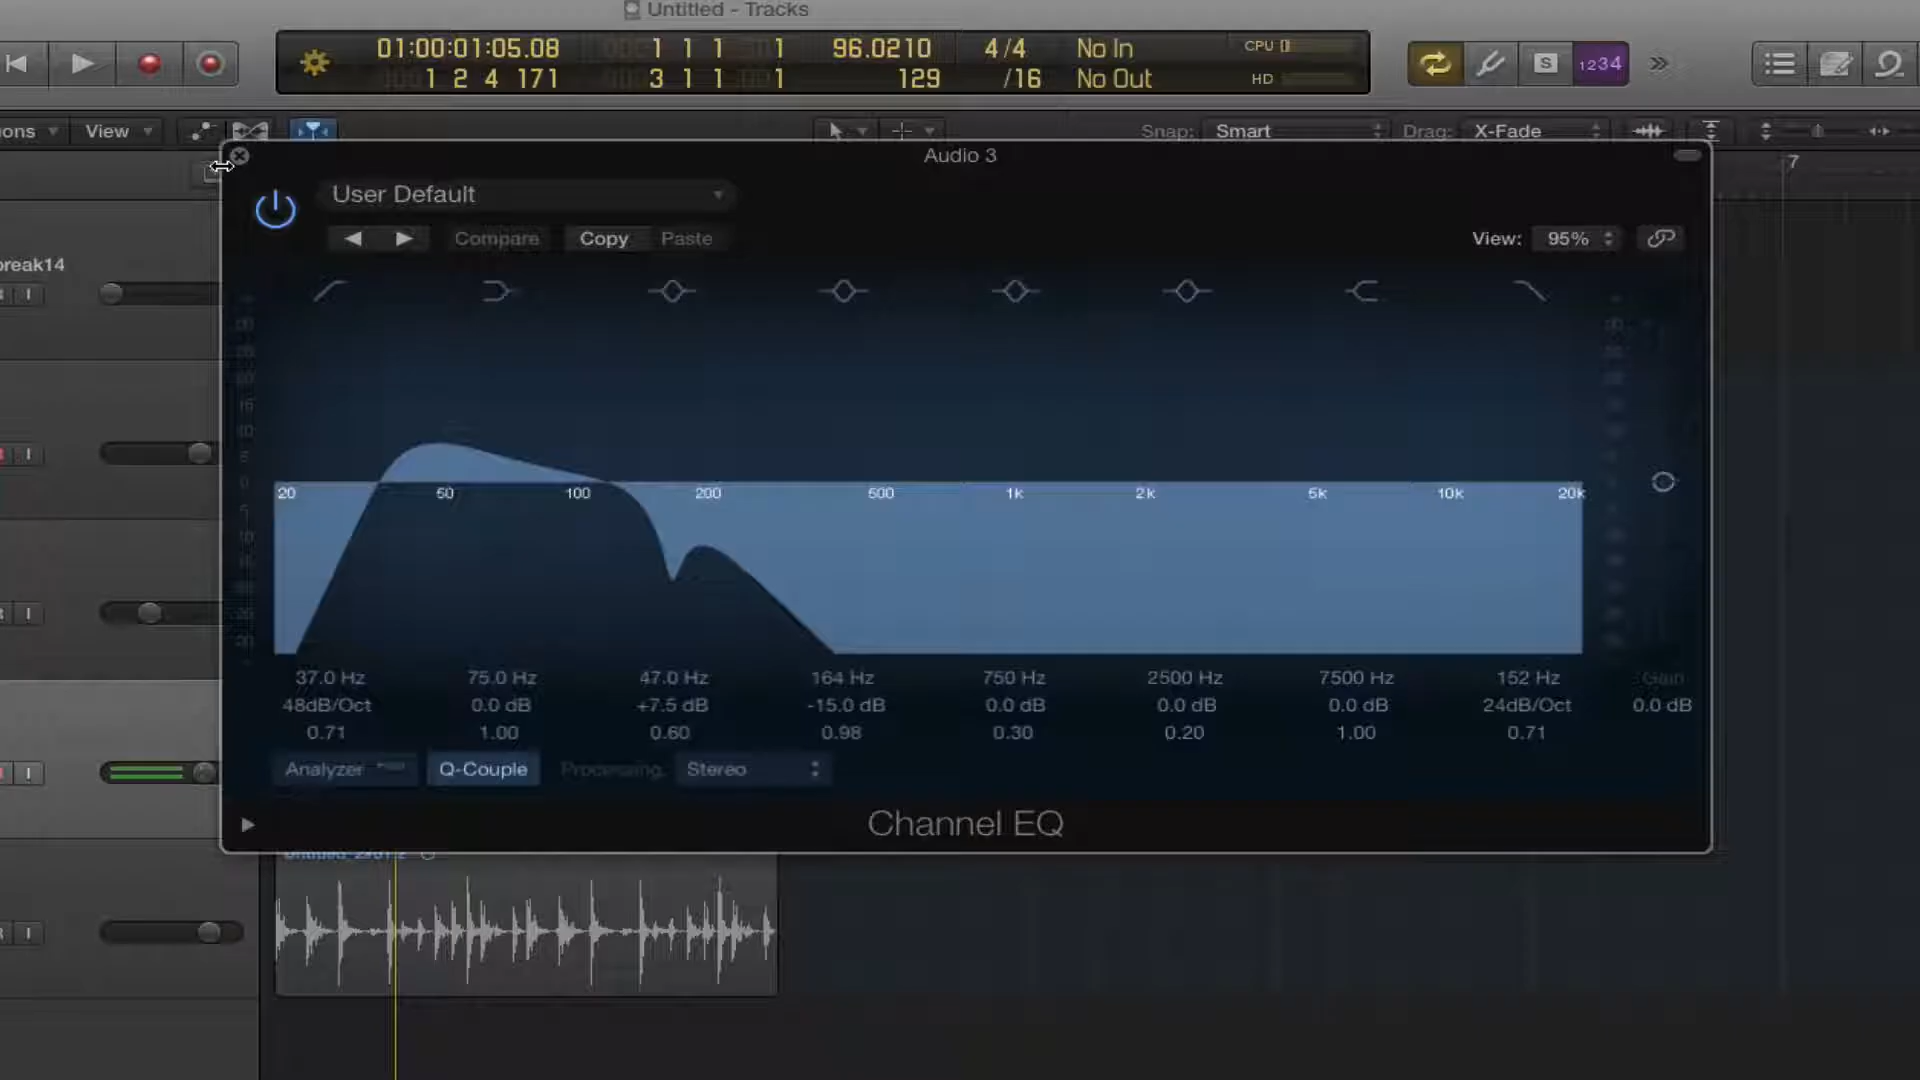 Untitled - Tracks
01:00:01:05.08 1 1 1 1 96.0210 4/4 No In CPU
1 2 4 171 3 1 1 1 129 /16 No Out HD
S 1234
ons View Snap: Smart Drag: X-Fade
Audio 3 7
User Default
Compare Copy Paste View: 95%
break14
I
20 50 100 200 500 1k 2k 5k 10k 20k
I
I
37.0 Hz 75.0 Hz 47.0 Hz 164 Hz 750 Hz 2500 Hz 7500 Hz 152 Hz Gain
48dB/Oct 0.0 dB +7.5 dB -15.0 dB 0.0 dB 0.0 dB 0.0 dB 24dB/Oct 0.0 dB
0.71 1.00 0.60 0.98 0.30 0.20 1.00 0.71
I Analyzer Q-Couple Processing: Stereo
Channel EQ
I